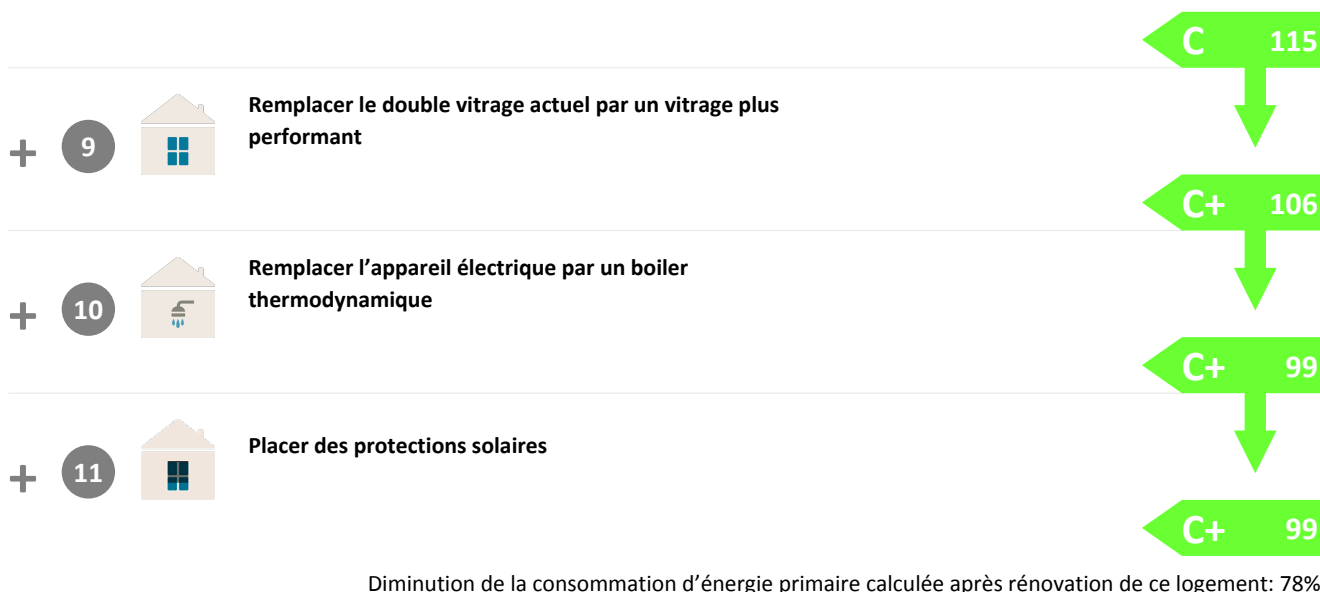 C 115
Remplacer le double vitrage actuel par un vitrage plus
performant
+ 9
C+ 106
Remplacer l’appareil électrique par un boiler
thermodynamique
+ 10
C+ 99
Placer des protections solaires
+ 11
C+ 99
Diminution de la consommation d’énergie primaire calculée après rénovation de ce logement: 78%